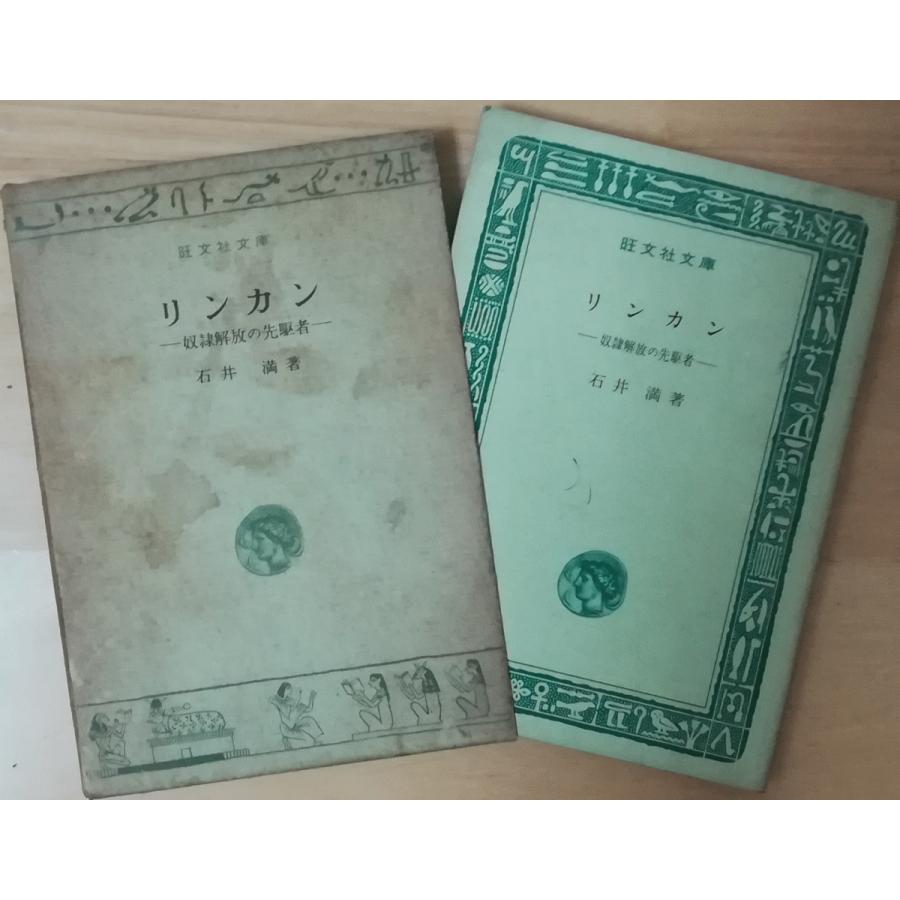 旺文社文庫
リンカン
―奴隷解放の先駆者―
石井 満著
旺文社文庫
リンカン
―奴隷解放の先駆者―
石井 満著